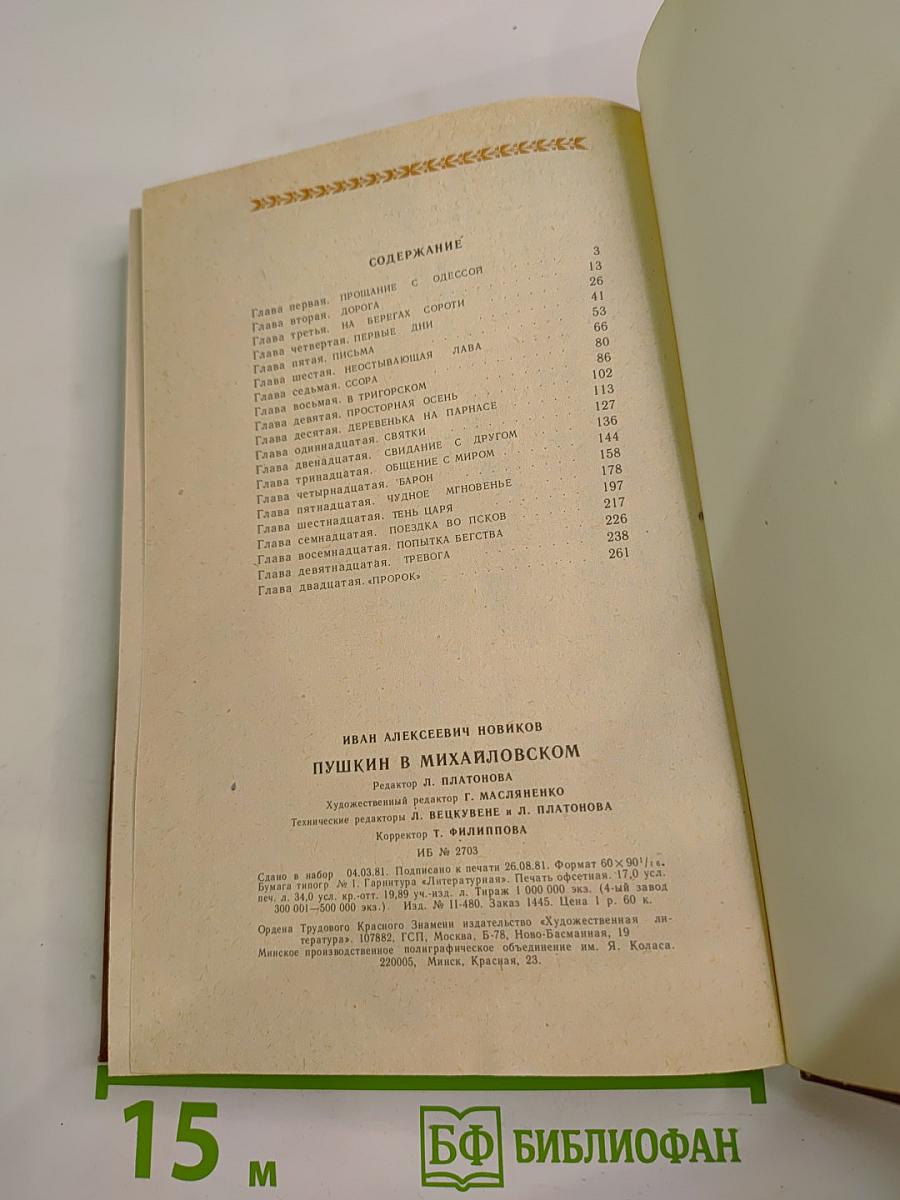 СОДЕРЖАНИЕ
Глава первая. ПРОЩАНИЕ С ОДЕССОЙ 3
Глава вторая. ДОРОГА 13
Глава третья. НА БЕРЕГАХ СОРОТИ 26
Глава четвертая. ПЕРВЫЕ ДНИ 41
Глава пятая. ПИСЬМА 53
Глава шестая. НЕОСТЫВАЮЩАЯ ЛАВА 66
Глава седьмая. ССОРА 80
Глава восьмая. В ТРИГОРСКОМ 86
Глава девятая. ПРОСТОРНАЯ ОСЕНЬ 102
Глава десятая. ДЕРЕВЕНЬКА НА ПАРНАСЕ 113
Глава одиннадцатая. СВЯТКИ 127
Глава двенадцатая. СВИДАНИЕ С ДРУГОМ 136
Глава тринадцатая. ОБЩЕНИЕ С МИРОМ 144
Глава четырнадцатая. БАРОН 158
Глава пятнадцатая. ЧУДНОЕ МГНОВЕНЬЕ 178
Глава шестнадцатая. ТЕНЬ ЦАРЯ 197
Глава семнадцатая. ПОЕЗДКА ВО ПСКОВ 217
Глава восемнадцатая. ПОПЫТКА БЕГСТВА 226
Глава девятнадцатая. ТРЕВОГА 238
Глава двадцатая. «ПРОРОК» 261
ИВАН АЛЕКСЕЕВИЧ НОВИКОВ
ПУШКИН В МИХАЙЛОВСКОМ
Редактор Л. ПЛАТОНОВА
Художественный редактор Г. МАСЛЯНЕНКО
Технические редакторы Л. ВЕЦКУВЕНЕ и Л. ПЛАТОНОВА
Корректор Т. ФИЛИППОВА
ИБ № 2703
Сдано в набор 04.03.81. Подписано к печати 26.08.81. Формат 60×90¹/₁₆.
Бумага типогр № 1. Гарнитура «Литературная». Печать офсетная. 17,0 усл.
печ. л. 34,0 усл. кр.-отт. 19,89 уч.-изд. л. Тираж 1 000 000 экз. (4-ый завод
300 001—500 000 экз.). Изд. № II-480. Заказ 1445. Цена 1 р. 60 к.
Ордена Трудового Красного Знамени издательство «Художественная ли-
тература». 107882, ГСП, Москва, Б-78, Ново-Басманная, 19
Минское производственное полиграфическое объединение им. Я. Коласа.
220005, Минск, Красная, 23.
15 м
БФ БИБЛИОФАН